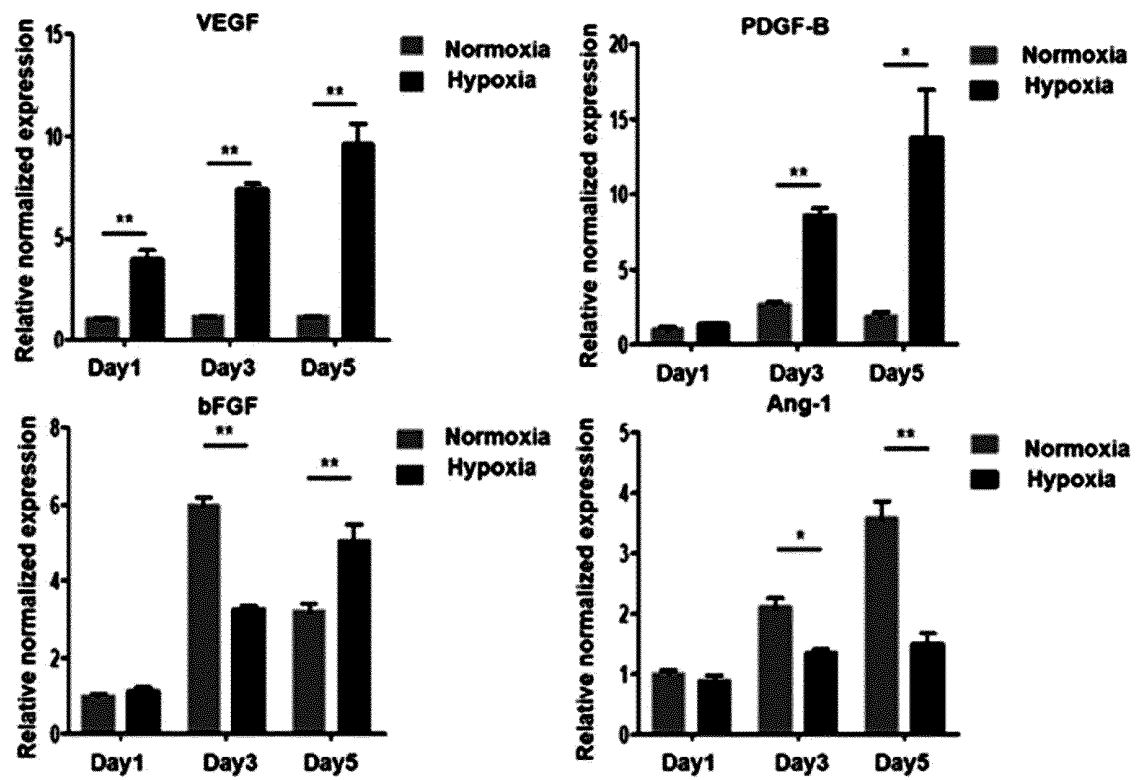 VEGF
Relative normalized expression
15
10
5
0
**
**
**
Day1 Day3 Day5
Normoxia
Hypoxia
PDGF-B
Relative normalized expression
20
15
10
5
0
**
*
Day1 Day3 Day5
Normoxia
Hypoxia
bFGF
Relative normalized expression
8
6
4
2
0
**
**
Day1 Day3 Day5
Normoxia
Hypoxia
Ang-1
Relative normalized expression
5
4
3
2
1
0
*
**
Day1 Day3 Day5
Normoxia
Hypoxia